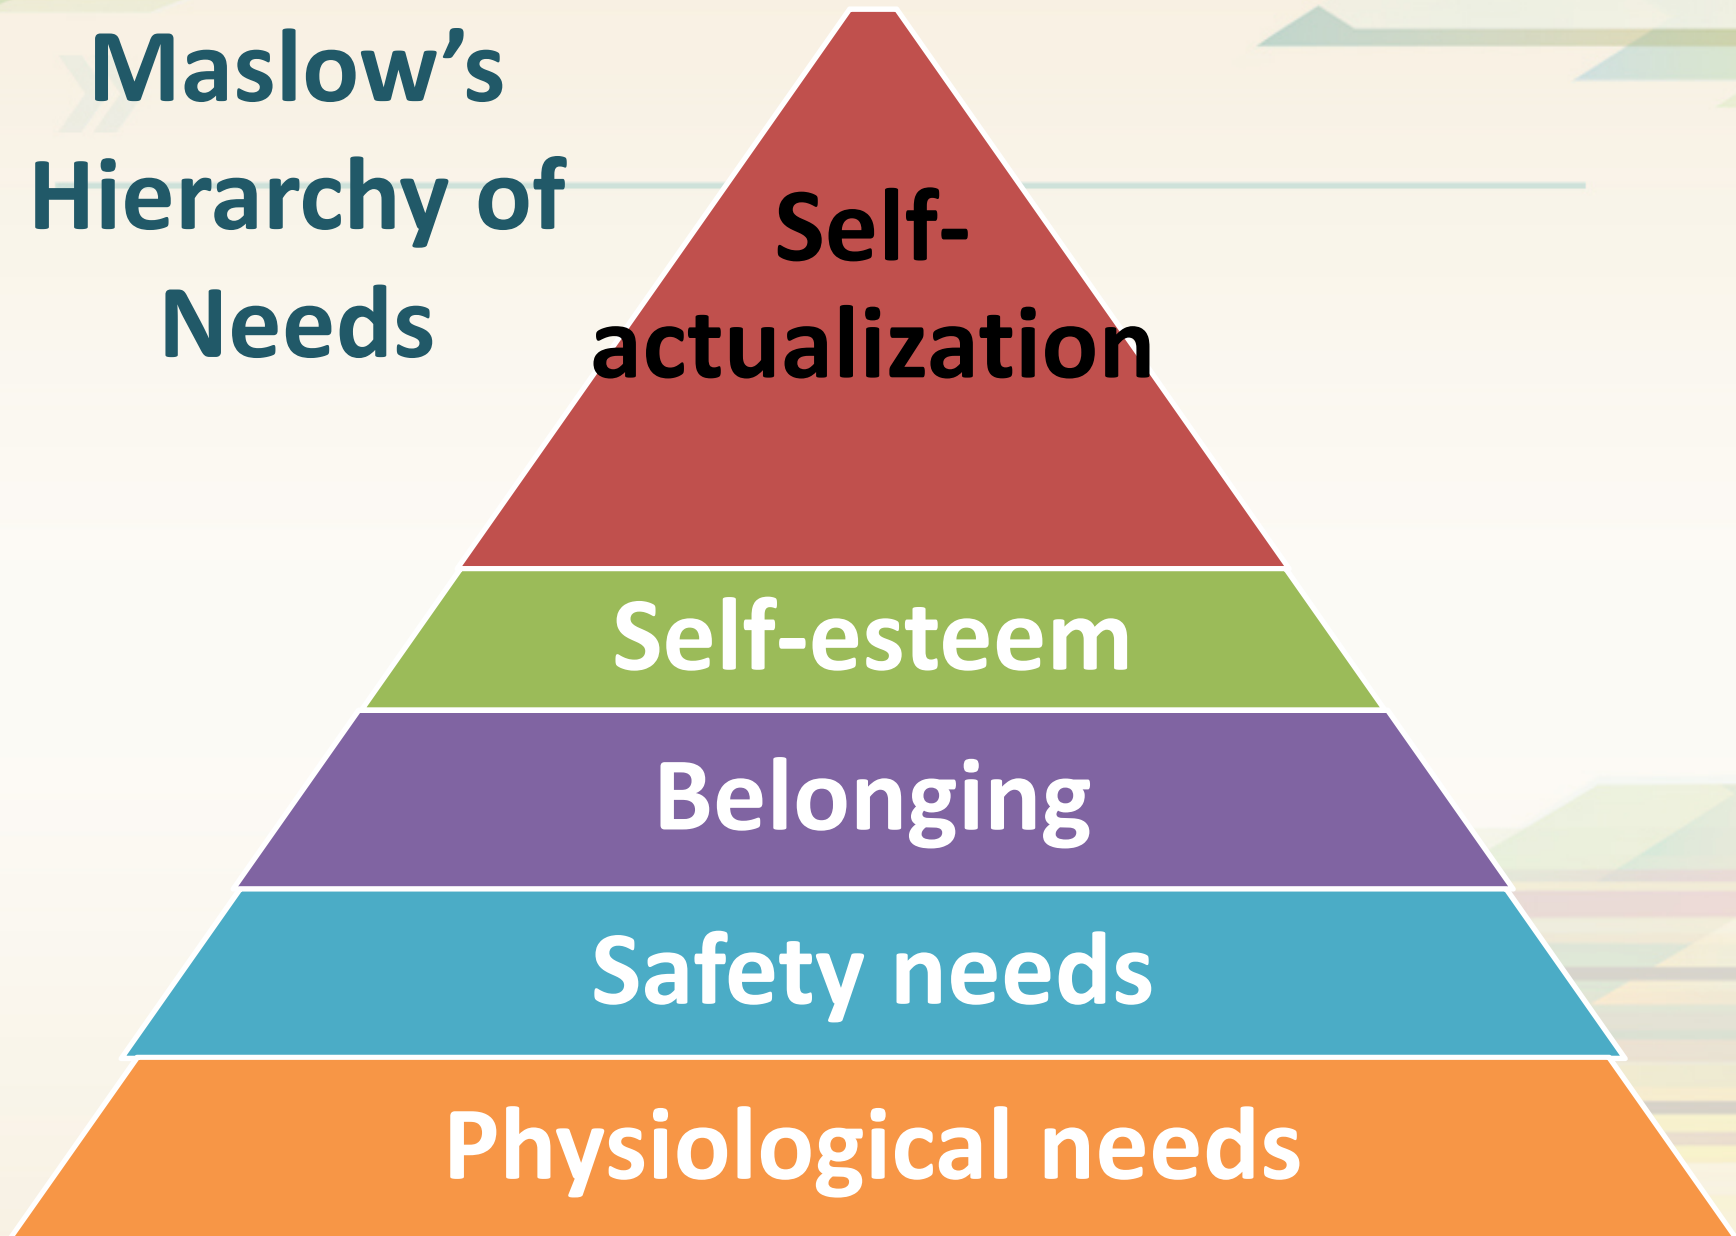 Maslow’s
Hierarchy of
Needs
Self-
actualization
Self-esteem
Belonging
Safety needs
Physiological needs